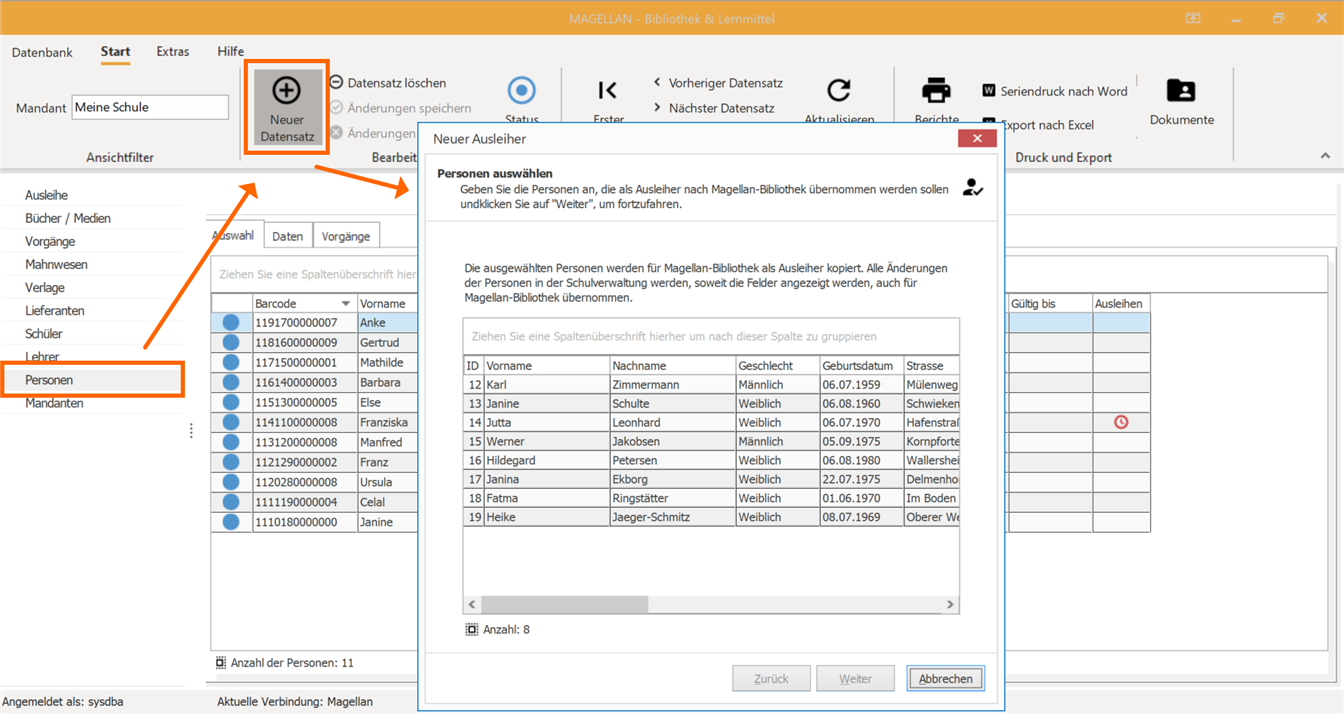 MAGELLAN - Bibliothek & Lernmittel
Datenbank Start Extras Hilfe
Mandant Meine Schule
Ansichtfilter
Neuer
Datensatz
Datensatz löschen
Änderungen speichern
Änderungen
Bearbeit
Status
Erster
Vorheriger Datensatz
Nächster Datensatz
Aktualisieren
Berichte
Seriendruck nach Word
Export nach Excel
Druck und Export
Dokumente
Ausleihe
Bücher / Medien
Vorgänge
Mahnwesen
Verlage
Lieferanten
Schüler
Lehrer
Personen
Mandanten
Auswahl Daten Vorgänge
Ziehen Sie eine Spaltenüberschrift hier
Barcode Vorname Gültig bis Ausleihen
1191700000007 Anke
1181600000009 Gertrud
1171500000001 Mathilde
1161400000003 Barbara
1151300000005 Else
1141100000008 Franziska
1131200000008 Manfred
1121290000002 Franz
1120280000008 Ursula
1111190000004 Celal
1110180000000 Janine
Anzahl der Personen: 11
Neuer Ausleiher
Personen auswählen
Geben Sie die Personen an, die als Ausleiher nach Magellan-Bibliothek übernommen werden sollen
undklicken Sie auf "Weiter", um fortzufahren.
Die ausgewählten Personen werden für Magellan-Bibliothek als Ausleiher kopiert. Alle Änderungen
der Personen in der Schulverwaltung werden, soweit die Felder angezeigt werden, auch für
Magellan-Bibliothek übernommen.
Ziehen Sie eine Spaltenüberschrift hierher um nach dieser Spalte zu gruppieren
ID Vorname Nachname Geschlecht Geburtsdatum Strasse
12 Karl Zimmermann Männlich 06.07.1959 Mülenweg
13 Janine Schulte Weiblich 06.08.1960 Schwieken
14 Jutta Leonhard Weiblich 06.07.1970 Hafenstraß
15 Werner Jakobsen Männlich 05.09.1975 Kornpforte
16 Hildegard Petersen Weiblich 06.08.1980 Wallershei
17 Janina Ekborg Weiblich 22.07.1975 Delmenho
18 Fatma Ringstätter Weiblich 01.06.1970 Im Boden
19 Heike Jaeger-Schmitz Weiblich 08.07.1969 Oberer We
Anzahl: 8
Zurück Weiter Abbrechen
Angemeldet als: sysdba Aktuelle Verbindung: Magellan